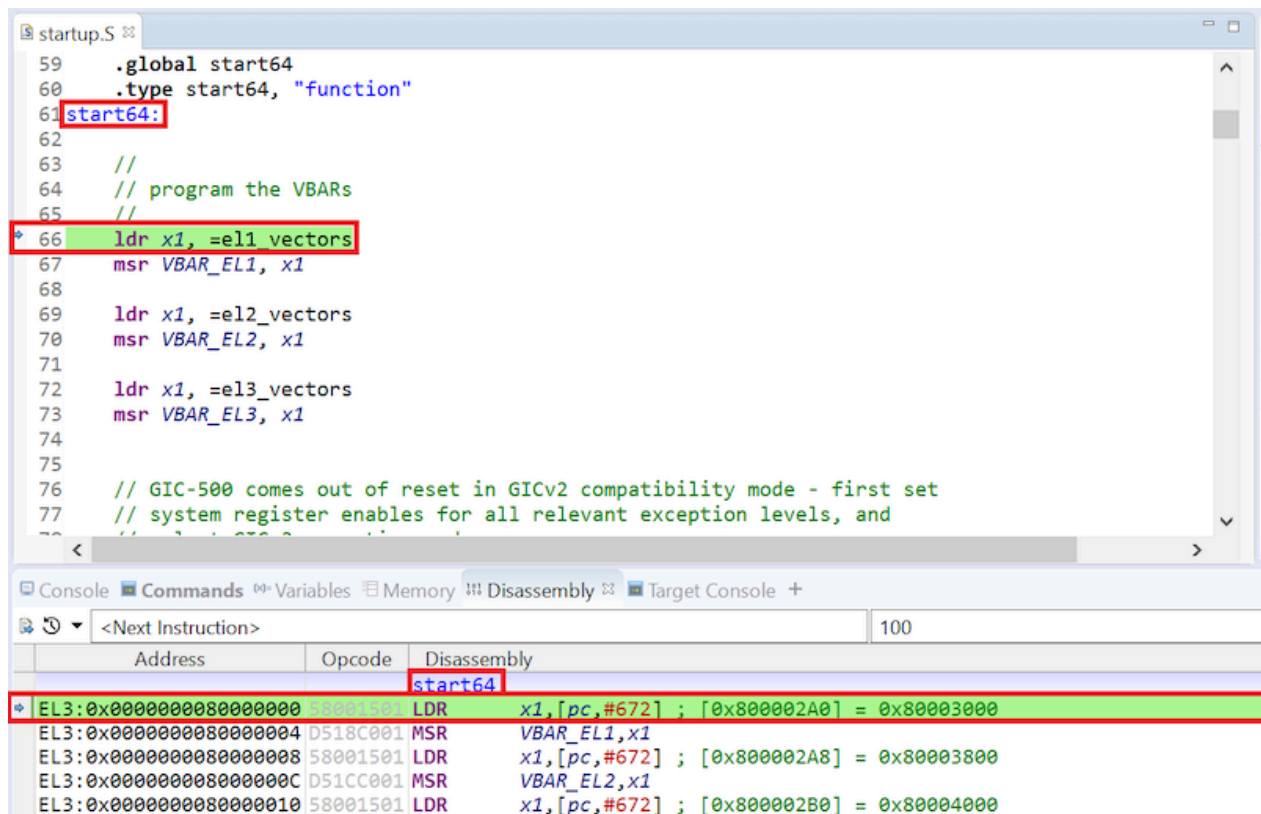 startup.S
59 .global start64
60 .type start64, "function"
61 start64:
62
63 //
64 // program the VBARs
65 //
66 ldr x1, =el1_vectors
67 msr VBAR_EL1, x1
68
69 ldr x1, =el2_vectors
70 msr VBAR_EL2, x1
71
72 ldr x1, =el3_vectors
73 msr VBAR_EL3, x1
74
75
76 // GIC-500 comes out of reset in GICv2 compatibility mode - first set
77 // system register enables for all relevant exception levels, and
Console Commands Variables Memory Disassembly Target Console +
<Next Instruction> 100
Address Opcode Disassembly
start64
EL3:0x0000000080000000 58001501 LDR x1,[pc,#672] ; [0x800002A0] = 0x80003000
EL3:0x0000000080000004 D518C001 MSR VBAR_EL1,x1
EL3:0x0000000080000008 58001501 LDR x1,[pc,#672] ; [0x800002A8] = 0x80003800
EL3:0x000000008000000C D51CC001 MSR VBAR_EL2,x1
EL3:0x0000000080000010 58001501 LDR x1,[pc,#672] ; [0x800002B0] = 0x80004000